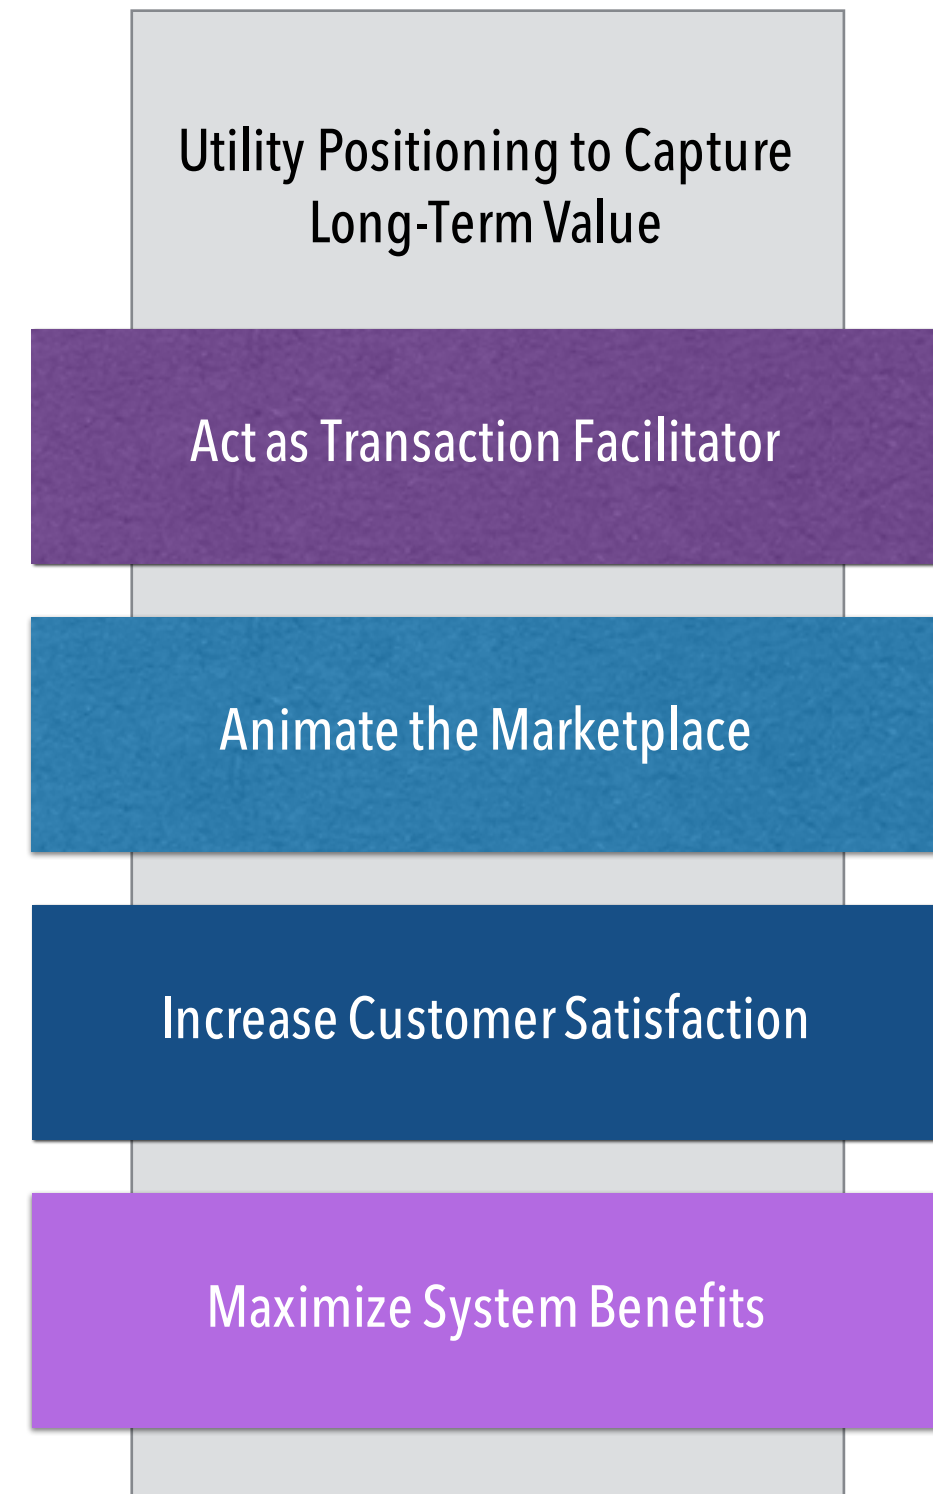 Utility Positioning to Capture
Long-Term Value
Act as Transaction Facilitator
Animate the Marketplace
Increase Customer Satisfaction
Maximize System Benefits